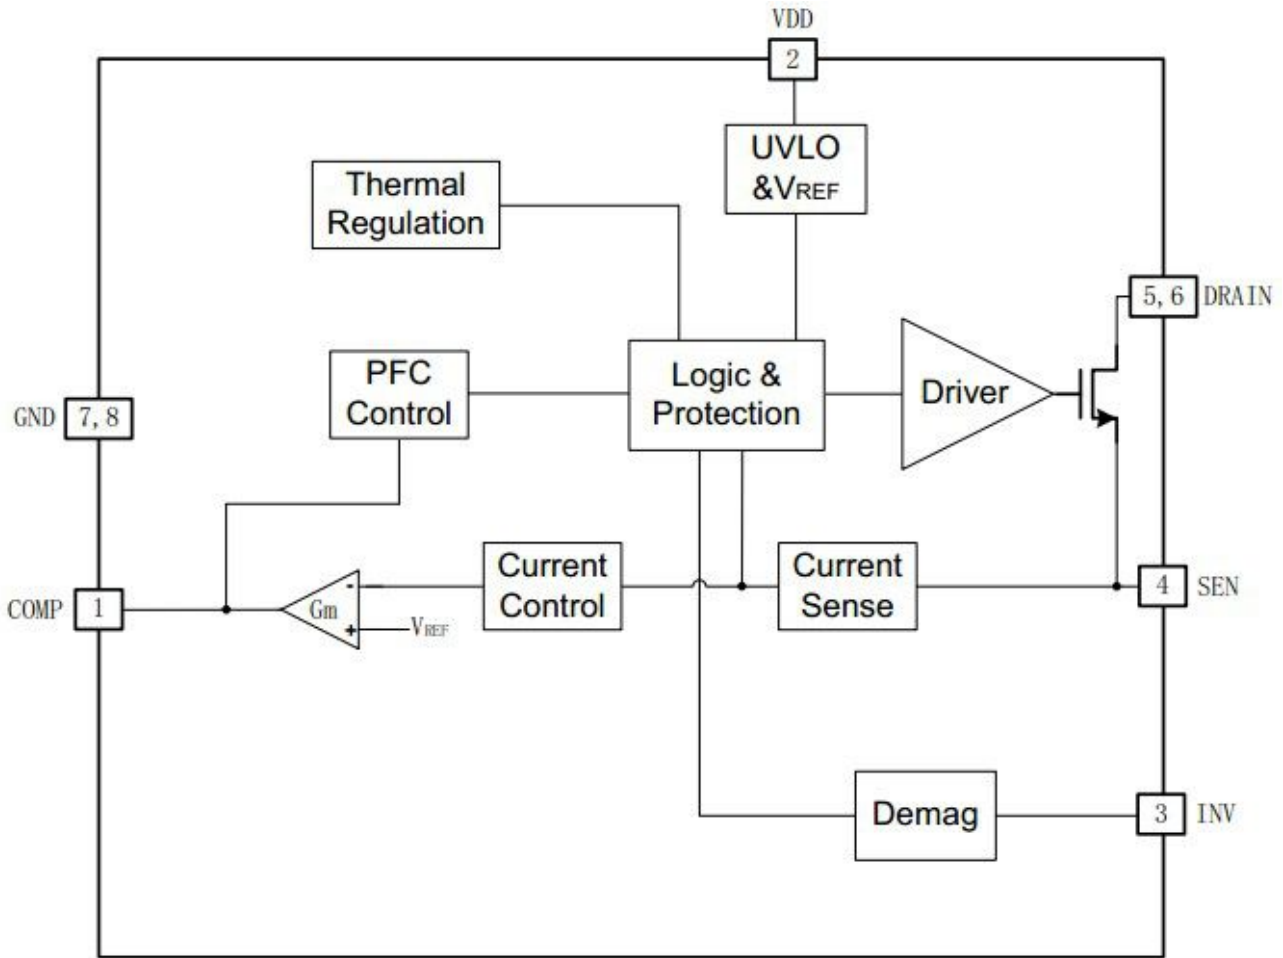 VDD
2
UVLO
&VREF
Thermal
Regulation
5,6
DRAIN
PFC
Control
Logic &
Protection
Driver
GND
7,8
Current
Control
Current
Sense
COMP
1
Gm
-
+
VREF
4
SEN
Demag
3
INV